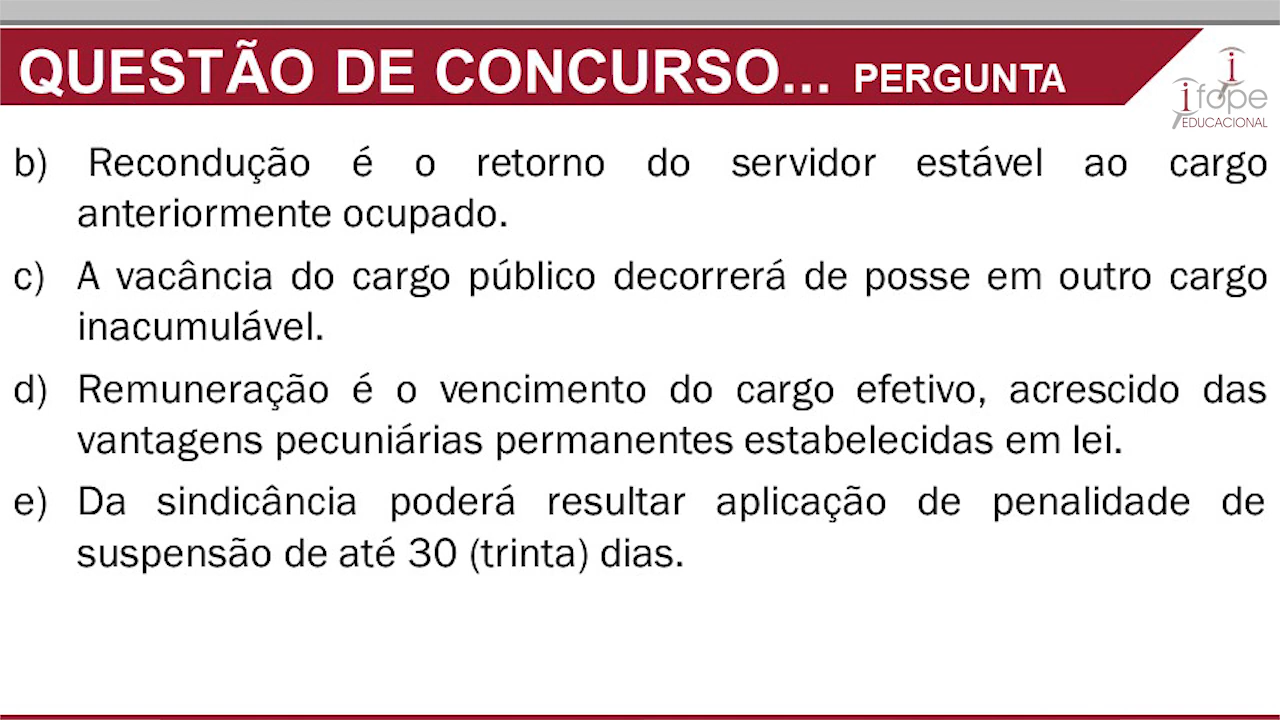 QUESTÃO DE CONCURSO... PERGUNTA
ifope
EDUCACIONAL
b) Recondução é o retorno do servidor estável ao cargo
anteriormente ocupado.
c) A vacância do cargo público decorrerá de posse em outro cargo
inacumulável.
d) Remuneração é o vencimento do cargo efetivo, acrescido das
vantagens pecuniárias permanentes estabelecidas em lei.
e) Da sindicância poderá resultar aplicação de penalidade de
suspensão de até 30 (trinta) dias.